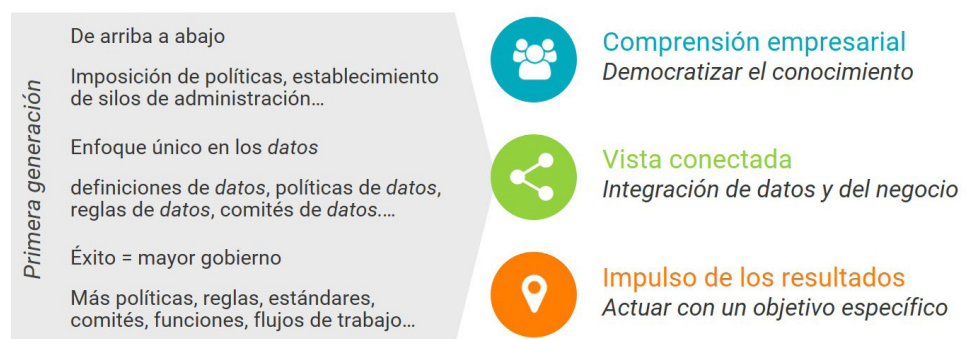 Primera generación
De arriba a abajo
Imposición de políticas, establecimiento
de silos de administración...
Enfoque único en los datos
definiciones de datos, políticas de datos,
reglas de datos, comités de datos....
Éxito = mayor gobierno
Más políticas, reglas, estándares,
comités, funciones, flujos de trabajo...
Comprensión empresarial
Democratizar el conocimiento
Vista conectada
Integración de datos y del negocio
Impulso de los resultados
Actuar con un objetivo específico